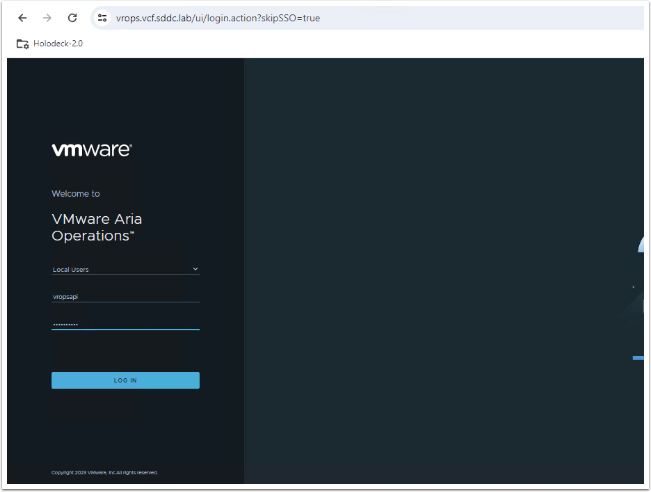 vrops.vcf.sddc.lab/ui/login.action?skipSSO=true
Holodeck-2.0
vmware®
Welcome to
VMware Aria
Operations™
Local Users
vropsapi
••••••••••
LOG IN
Copyright 2023 VMware, Inc. All rights reserved.